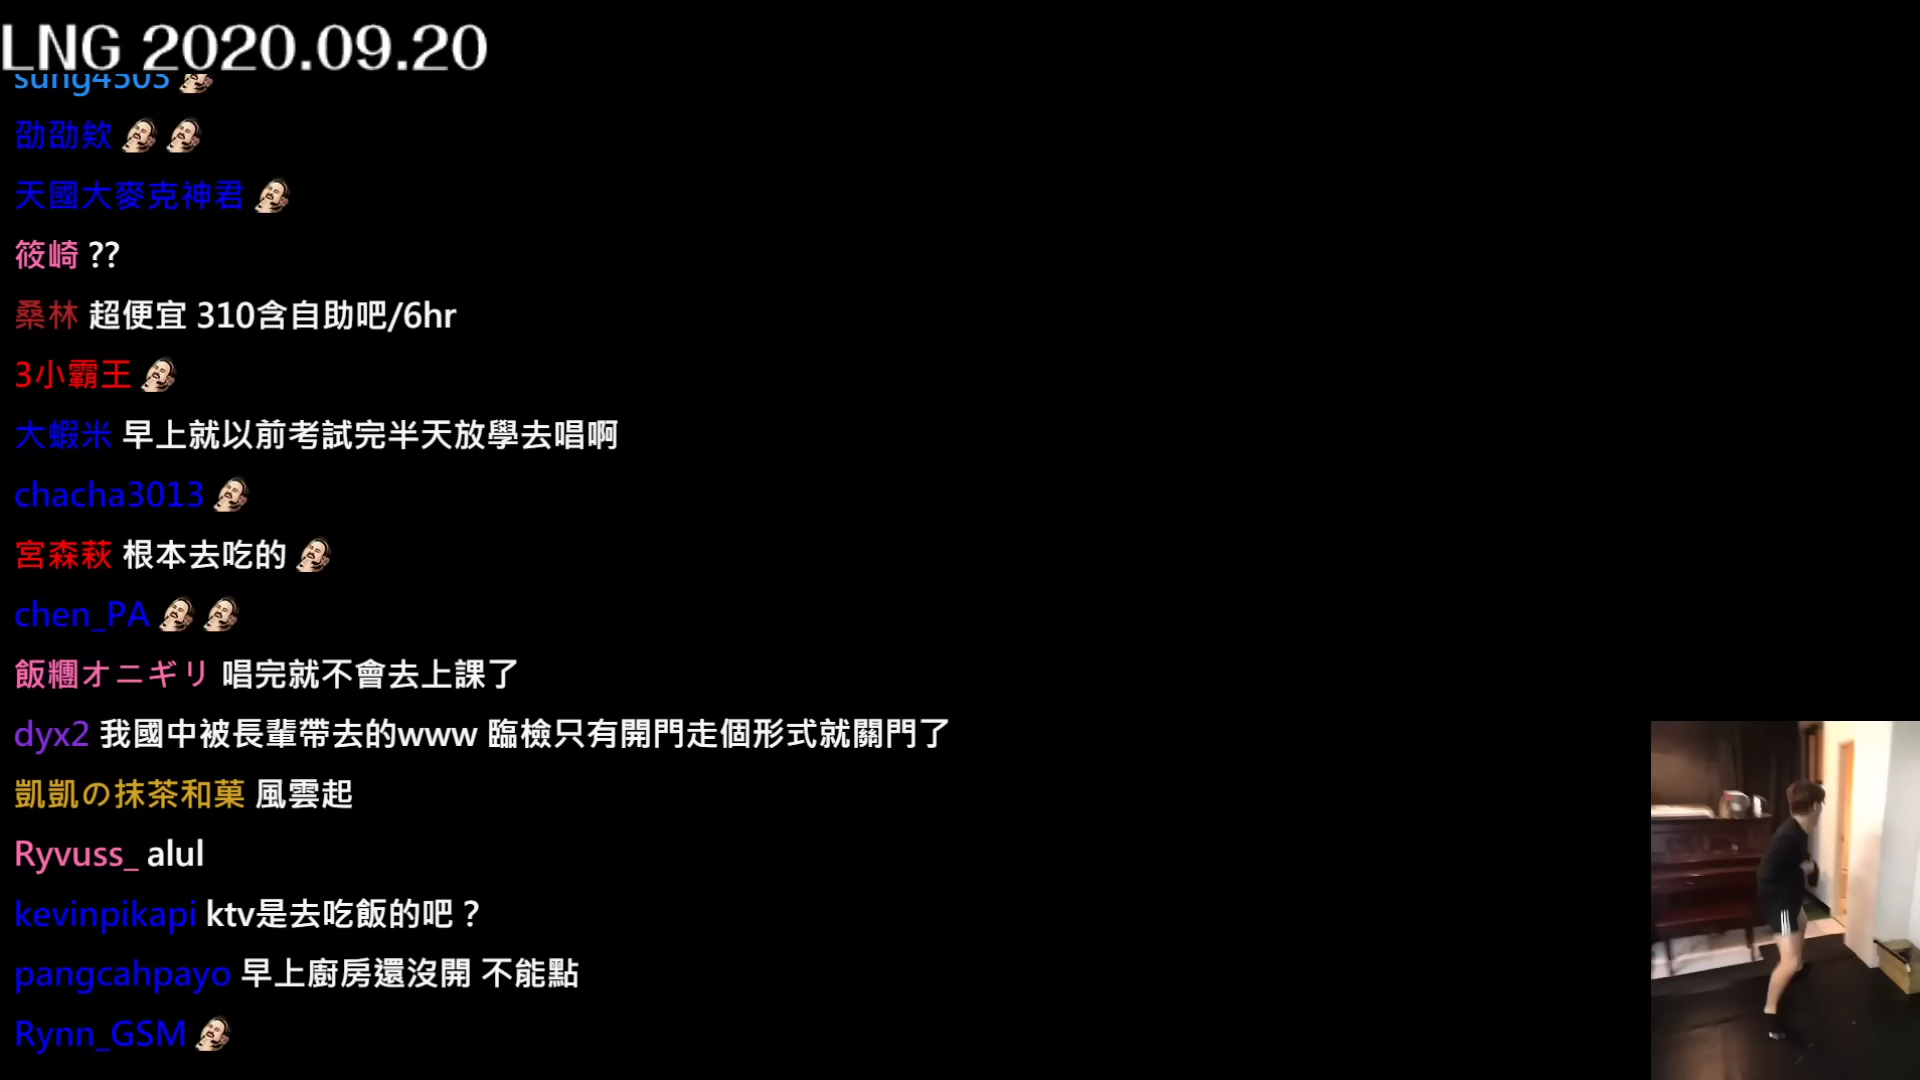 LNG 2020.09.20
sung4503
劭劭欸
天國大麥克神君
筱崎 ??
桑林 超便宜 310含自助吧/6hr
3小霸王
大蝦米 早上就以前考試完半天放學去唱啊
chacha3013
宮森萩 根本去吃的
chen_PA
飯糰オニギリ 唱完就不會去上課了
dyx2 我國中被長輩帶去的www 臨檢只有開門走個形式就關門了
凱凱の抹茶和菓 風雲起
Ryvuss_ alul
kevinpikapi ktv是去吃飯的吧？
pangcahpayo 早上廚房還沒開 不能點
Rynn_GSM